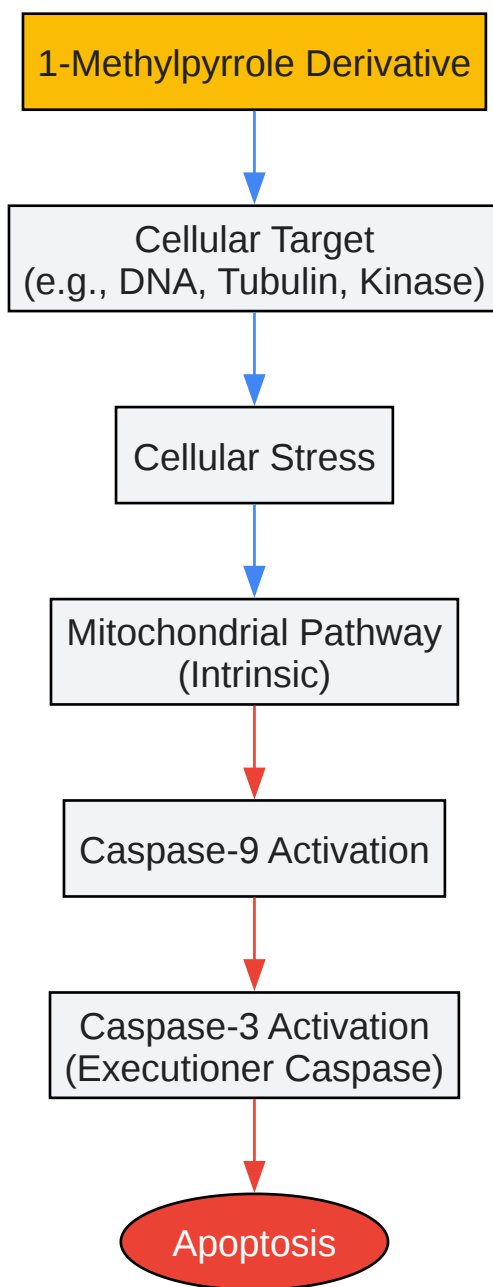 1-Methylpyrrole Derivative
Cellular Target
(e.g., DNA, Tubulin, Kinase)
Cellular Stress
Mitochondrial Pathway
(Intrinsic)
Caspase-9 Activation
Caspase-3 Activation
(Executioner Caspase)
Apoptosis